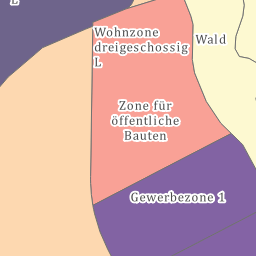 L
Wohnzone
dreigeschossig
L
Wald
Zone für
öffentliche
Bauten
Gewerbezone 1